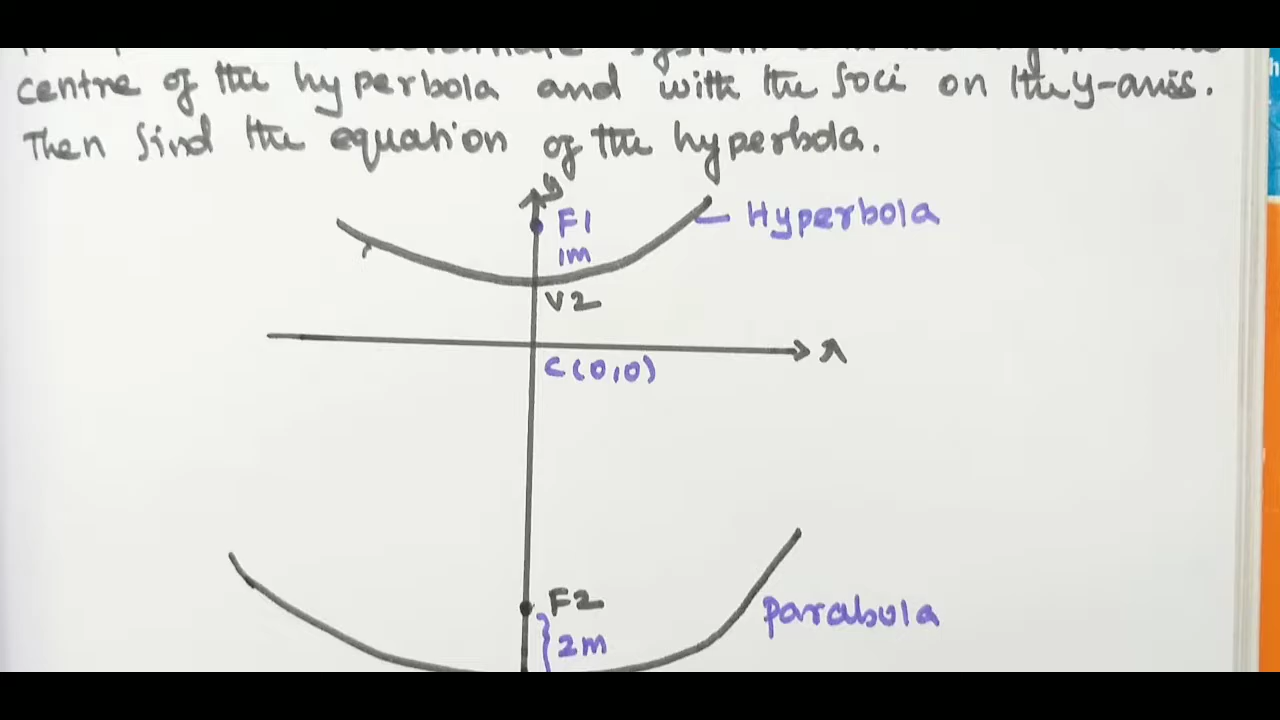 system
centre of the hyperbola and with the foci on the y-axis.
Then find the equation of the hyperbola.
y
F1
Hyperbola
1m
V2
x
C(0,0)
F2
Parabola
2m
h